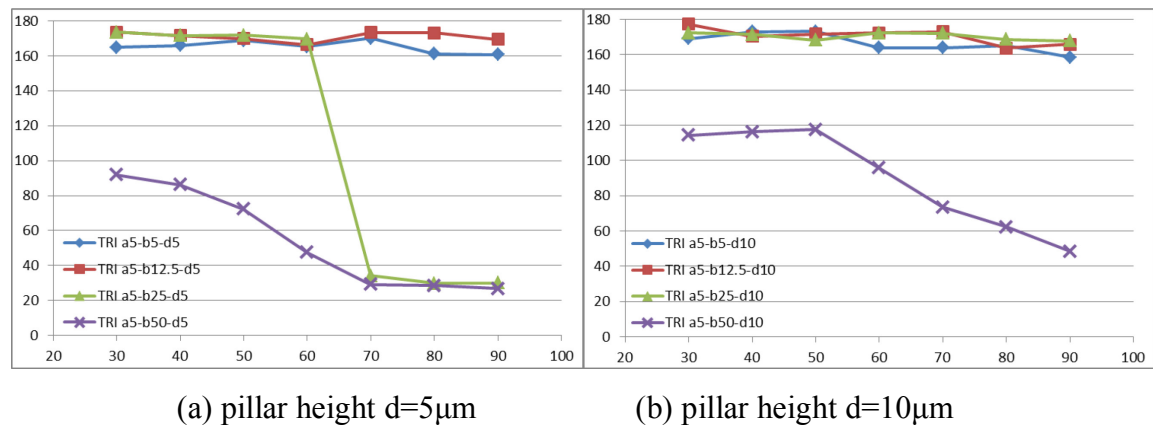 180
160
140
120
100
80
60
40
20
0
TRI a5-b5-d5
TRI a5-b12.5-d5
TRI a5-b25-d5
TRI a5-b50-d5
20 30 40 50 60 70 80 90 100
180
160
140
120
100
80
60
40
20
0
TRI a5-b5-d10
TRI a5-b12.5-d10
TRI a5-b25-d10
TRI a5-b50-d10
20 30 40 50 60 70 80 90 100
(a) pillar height d=5μm
(b) pillar height d=10μm